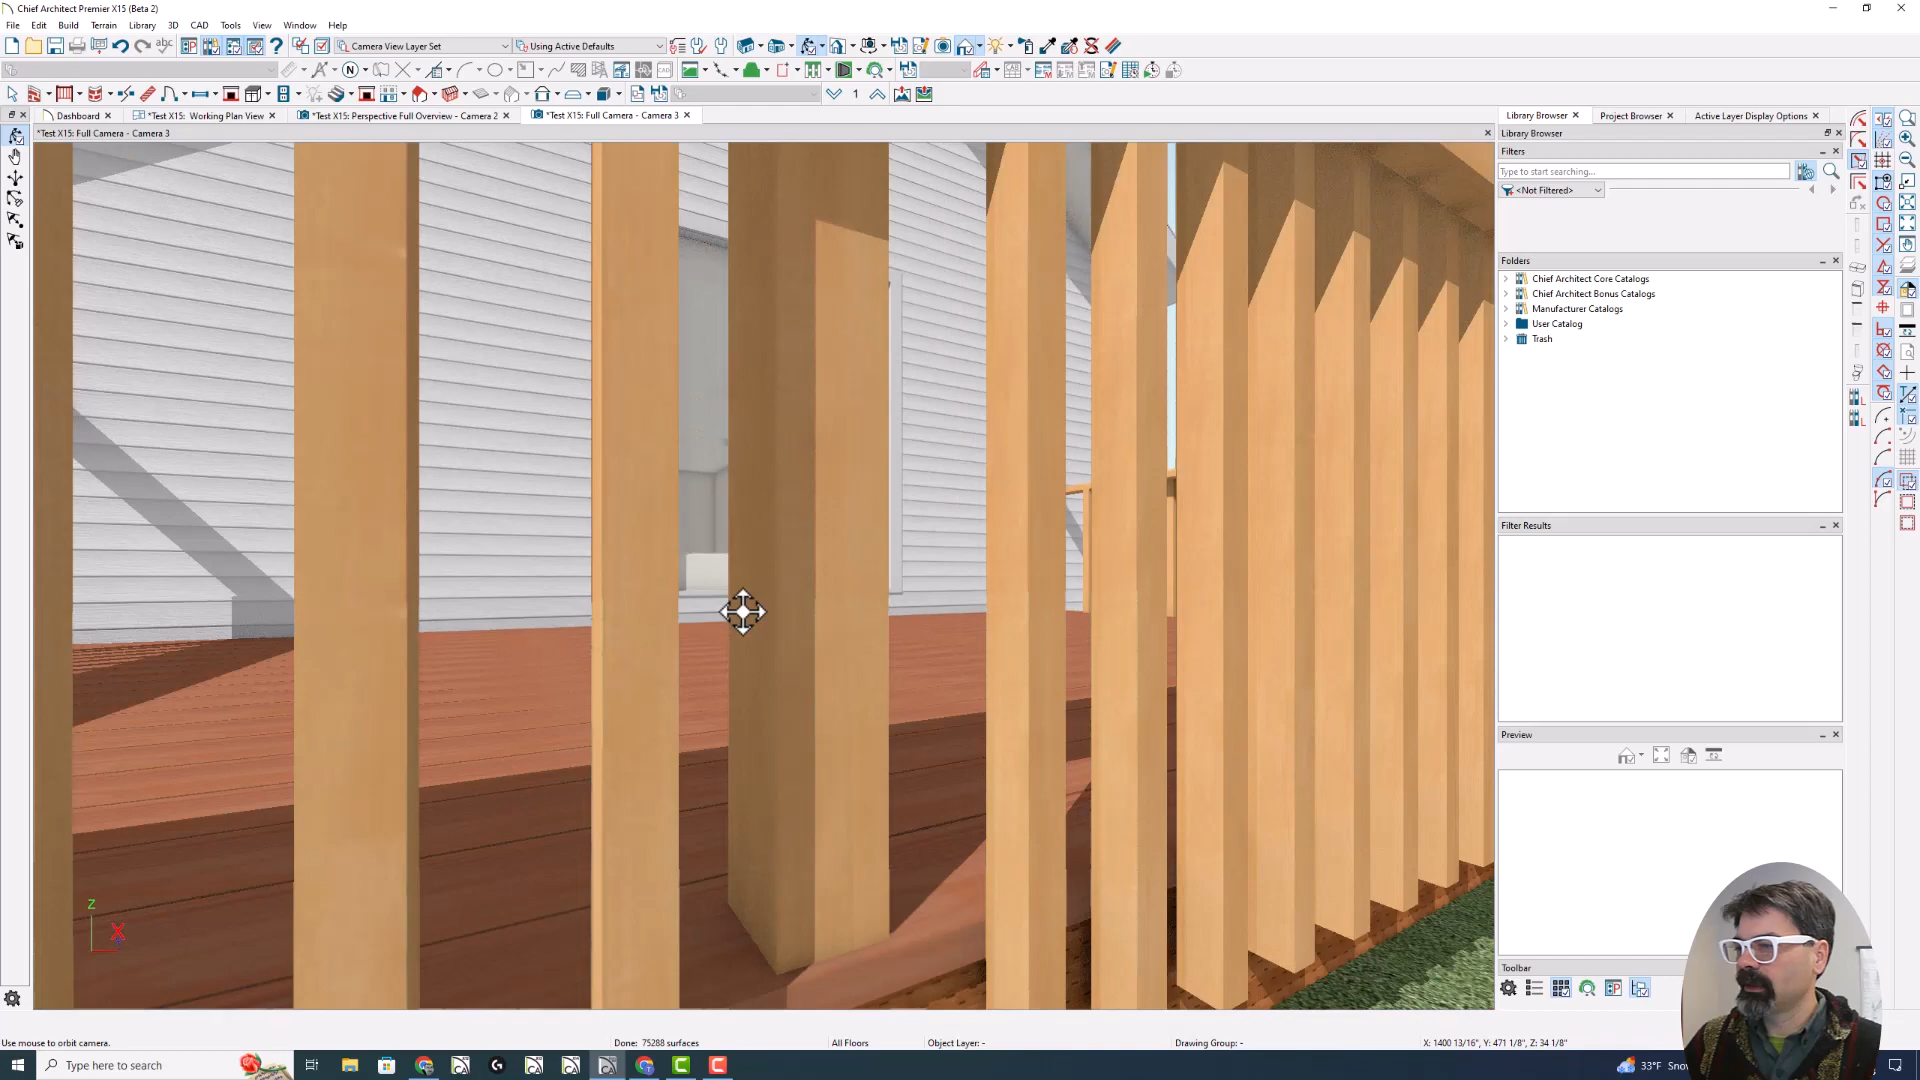 Chief Architect Premier X15 (Beta 2)
File Edit Build Terrain Library 3D CAD Tools View Window Help
Camera View Layer Set
Using Active Defaults
1
Dashboard
*Test X15: Working Plan View
*Test X15: Perspective Full Overview - Camera 2
*Test X15: Full Camera - Camera 3
Library Browser
Project Browser
Active Layer Display Options
*Test X15: Full Camera - Camera 3
Library Browser
Filters
Type to start searching...
<Not Filtered>
Folders
Chief Architect Core Catalogs
Chief Architect Bonus Catalogs
Manufacturer Catalogs
User Catalog
Trash
Filter Results
Preview
Z
X
Toolbar
Use mouse to orbit camera.
Done: 75288 surfaces
All Floors
Object Layer: -
Drawing Group: -
X: 1400 13/16", Y: 471 1/8", Z: 34 1/8"
Type here to search
33°F